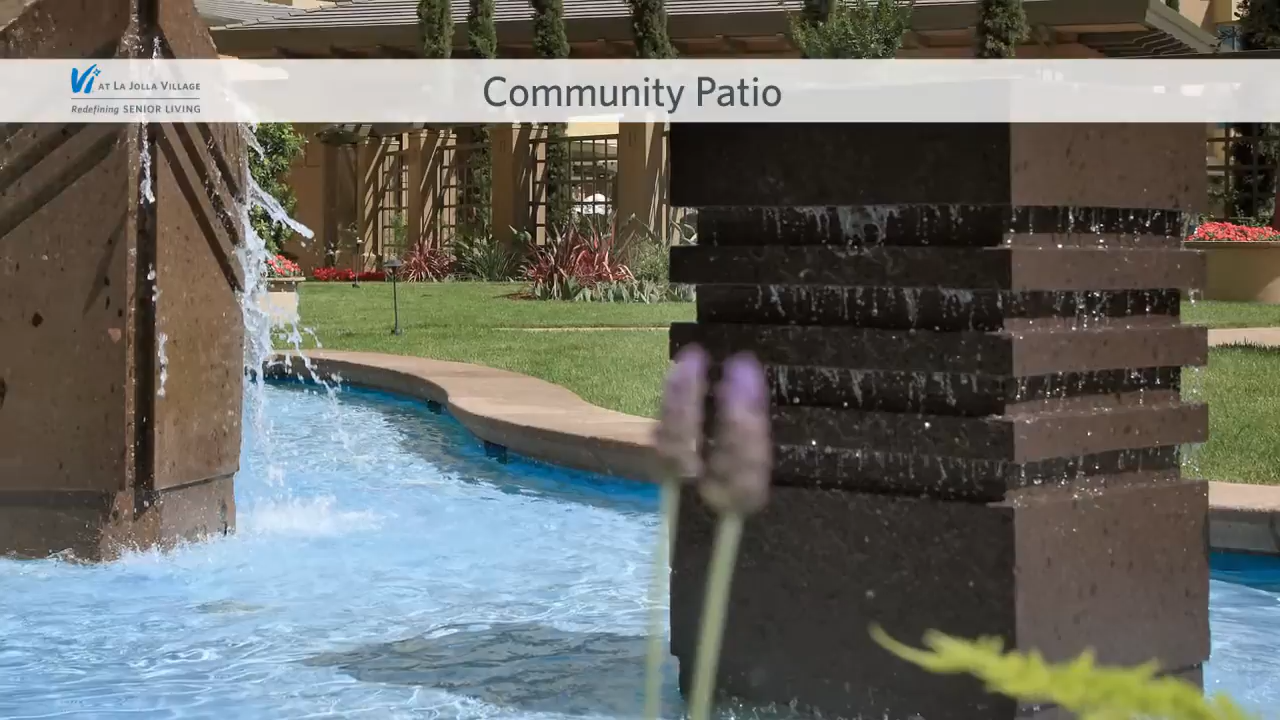 Vi AT LA JOLLA VILLAGE
Redefining SENIOR LIVING
Community Patio